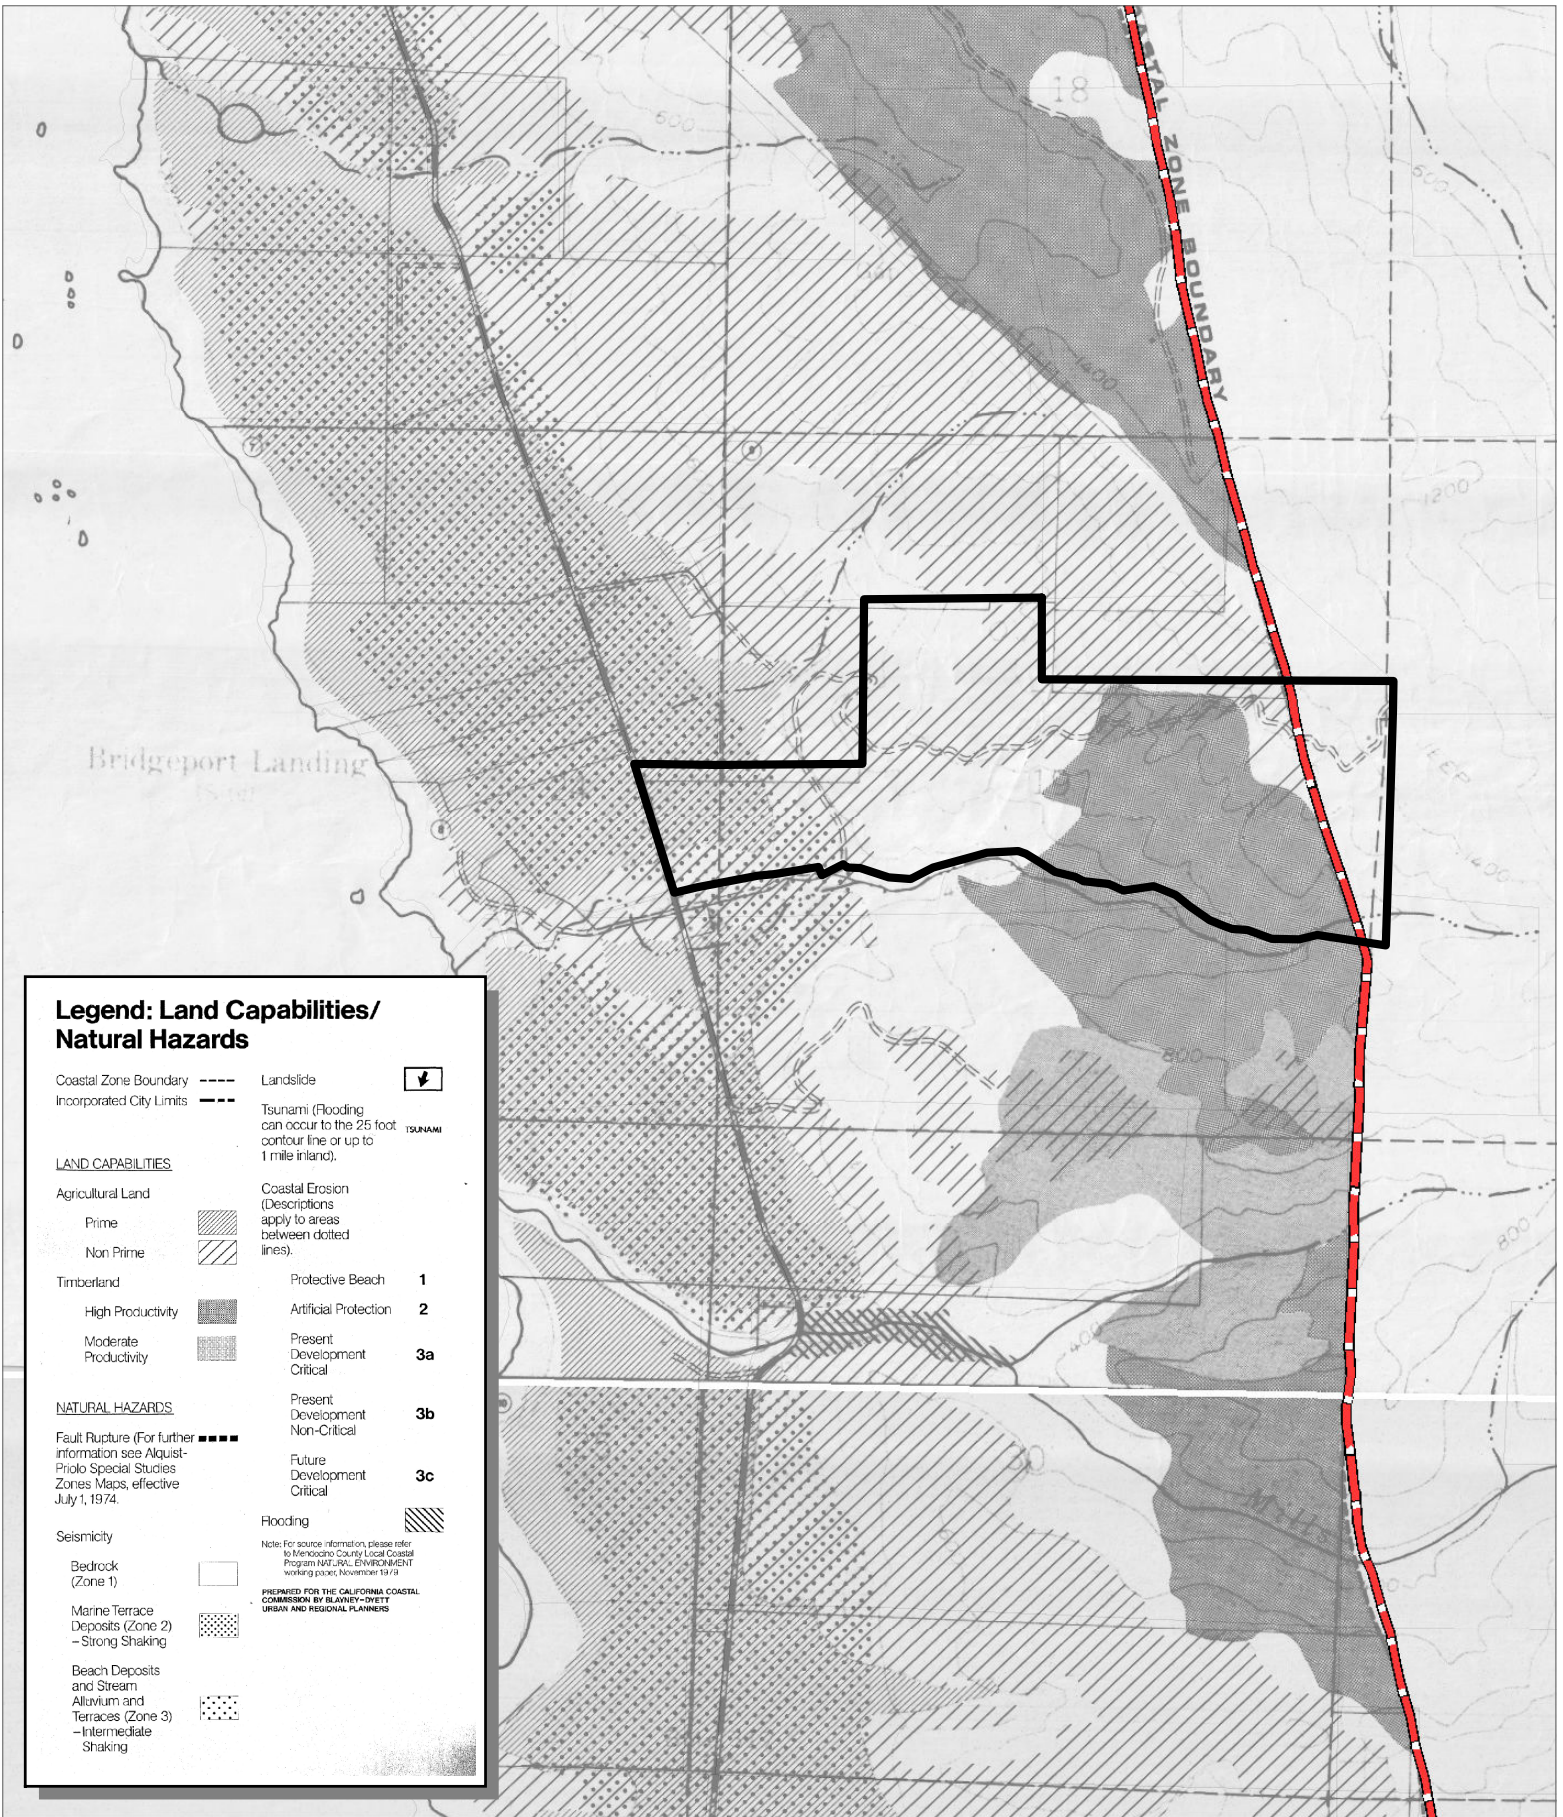 COASTAL ZONE BOUNDARY
18
600
600
1400
1200
Bridgeport Landing
1400
800
800
400
Mills
Legend: Land Capabilities/
Natural Hazards
Coastal Zone Boundary
Incorporated City Limits
LAND CAPABILITIES
Agricultural Land
Prime
Non Prime
Timberland
High Productivity
Moderate
Productivity
NATURAL HAZARDS
Fault Rupture (For further
information see Alquist-
Priolo Special Studies
Zones Maps, effective
July 1, 1974.
Seismicity
Bedrock
(Zone 1)
Marine Terrace
Deposits (Zone 2)
–Strong Shaking
Beach Deposits
and Stream
Alluvium and
Terraces (Zone 3)
–Intermediate
Shaking
Landslide
Tsunami (Flooding
can occur to the 25 foot
contour line or up to
1 mile inland).
TSUNAMI
Coastal Erosion
(Descriptions
apply to areas
between dotted
lines).
Protective Beach 1
Artificial Protection 2
Present
Development 3a
Critical
Present
Development 3b
Non-Critical
Future
Development 3c
Critical
Flooding
Note: For source information, please refer
to Mendocino County Local Coastal
Program NATURAL ENVIRONMENT
working paper, November 1979
PREPARED FOR THE CALIFORNIA COASTAL
COMMISSION BY BLAYNEY–DYETT
URBAN AND REGIONAL PLANNERS